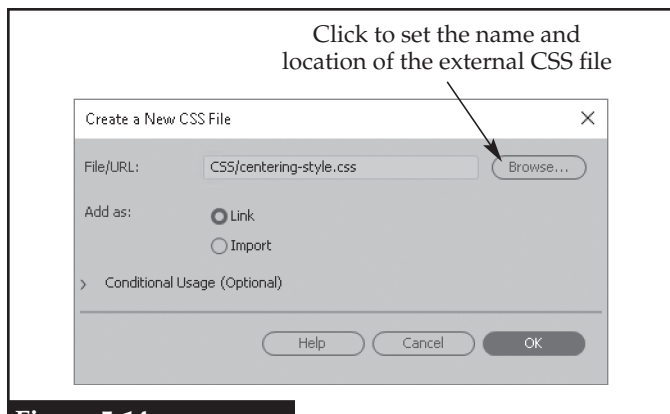 Click to set the name and
location of the external CSS file
Create a New CSS File
File/URL: CSS/centering-style.css Browse...
Add as: Link
Import
Conditional Usage (Optional)
Help Cancel OK